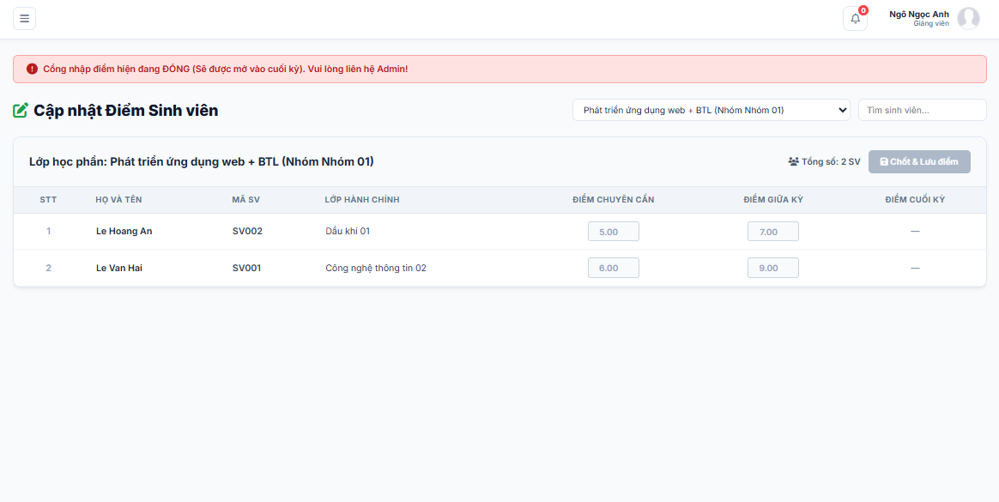 0
Ngô Ngọc Anh
Giảng viên
Cổng nhập điểm hiện đang ĐÓNG (Sẽ được mở vào cuối kỳ). Vui lòng liên hệ Admin!
Cập nhật Điểm Sinh viên
Phát triển ứng dụng web + BTL (Nhóm Nhóm 01)
Tìm sinh viên...
Lớp học phần: Phát triển ứng dụng web + BTL (Nhóm Nhóm 01)
Tổng số: 2 SV
Chốt & Lưu điểm
STT HỌ VÀ TÊN MÃ SV LỚP HÀNH CHÍNH ĐIỂM CHUYÊN CẦN ĐIỂM GIỮA KỲ ĐIỂM CUỐI KỲ
1 Le Hoang An SV002 Dầu khí 01 5.00 7.00 —
2 Le Van Hai SV001 Công nghệ thông tin 02 6.00 9.00 —